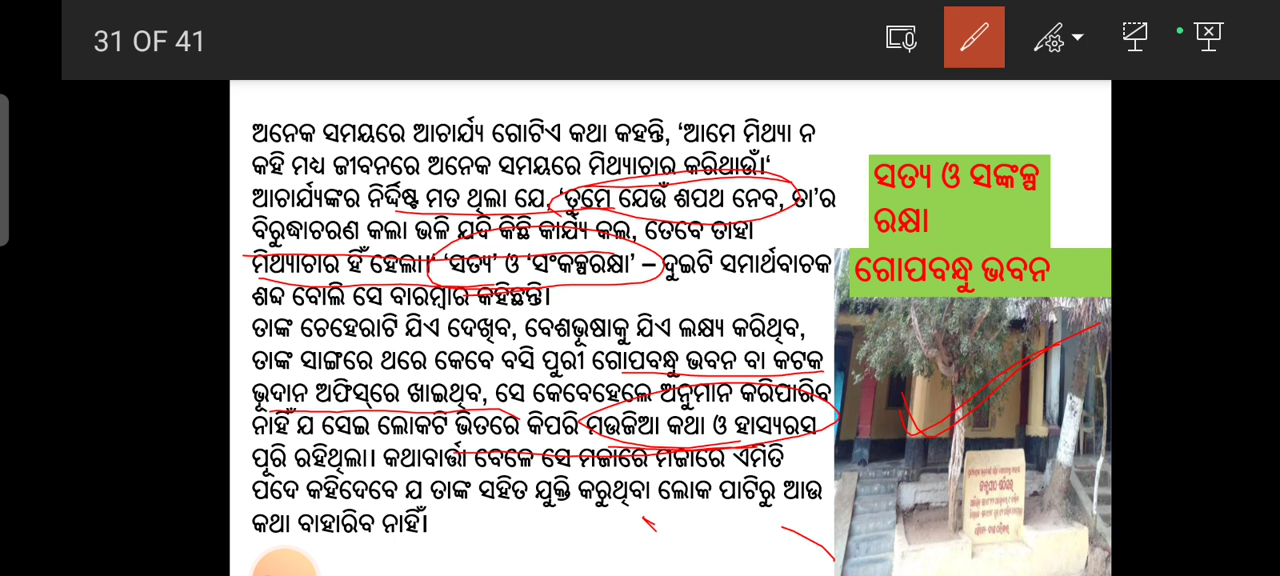 31 OF 41
ଅନେକ ସମୟରେ ଆଚାର୍ଯ୍ୟ ଗୋଟିଏ କଥା କହନ୍ତି, ‘ଆମେ ମିଥ୍ୟା ନ
କହି ମଧ୍ୟ ଜୀବନରେ ଅନେକ ସମୟରେ ମିଥ୍ୟାଚାର କରିଥାଉଁ।‘
ଆଚାର୍ଯ୍ୟଙ୍କର ନିର୍ଦ୍ଦିଷ୍ଟ ମତ ଥିଲା ଯେ, ‘ତୁମେ ଯେଉଁ ଶପଥ ନେବ, ତା’ର
ବିରୁଦ୍ଧାଚରଣ କଲା ଭଳି ଯଦି କିଛି କାର୍ଯ୍ୟ କଲ, ତେବେ ତାହା
ମିଥ୍ୟାଚାର ହିଁ ହେଲା।‘ ‘ସତ୍ୟ’ ଓ ‘ସଂକଳ୍ପରକ୍ଷା’ – ଦୁଇଟି ସମାର୍ଥବାଚକ
ଶବ୍ଦ ବୋଲି ସେ ବାରମ୍ବାର କହିଛନ୍ତି।
ତାଙ୍କ ଚେହେରାଟି ଯିଏ ଦେଖିବ, ବେଶଭୂଷାକୁ ଯିଏ ଲକ୍ଷ୍ୟ କରିଥିବ,
ତାଙ୍କ ସାଙ୍ଗରେ ଥରେ କେବେ ବସି ପୁରୀ ଗୋପବନ୍ଧୁ ଭବନ ବା କଟକ
ଭୂଦାନ ଅଫିସ୍‌ରେ ଖାଇଥିବ, ସେ କେବେହେଲେ ଅନୁମାନ କରିପାରିବ
ନାହିଁ ଯ ସେଇ ଲୋକଟି ଭିତରେ କିପରି ମଉଜିଆ କଥା ଓ ହାସ୍ୟରସ
ପୂରି ରହିଥିଲା। କଥାବାର୍ତ୍ତା ବେଳେ ସେ ମଜାରେ ମଜାରେ ଏମିତି
ପଦେ କହିଦେବେ ଯ ତାଙ୍କ ସହିତ ଯୁକ୍ତି କରୁଥିବା ଲୋକ ପାଟିରୁ ଆଉ
କଥା ବାହାରିବ ନାହିଁ।
ସତ୍ୟ ଓ ସଙ୍କଳ୍ପ
ରକ୍ଷା
ଗୋପବନ୍ଧୁ ଭବନ